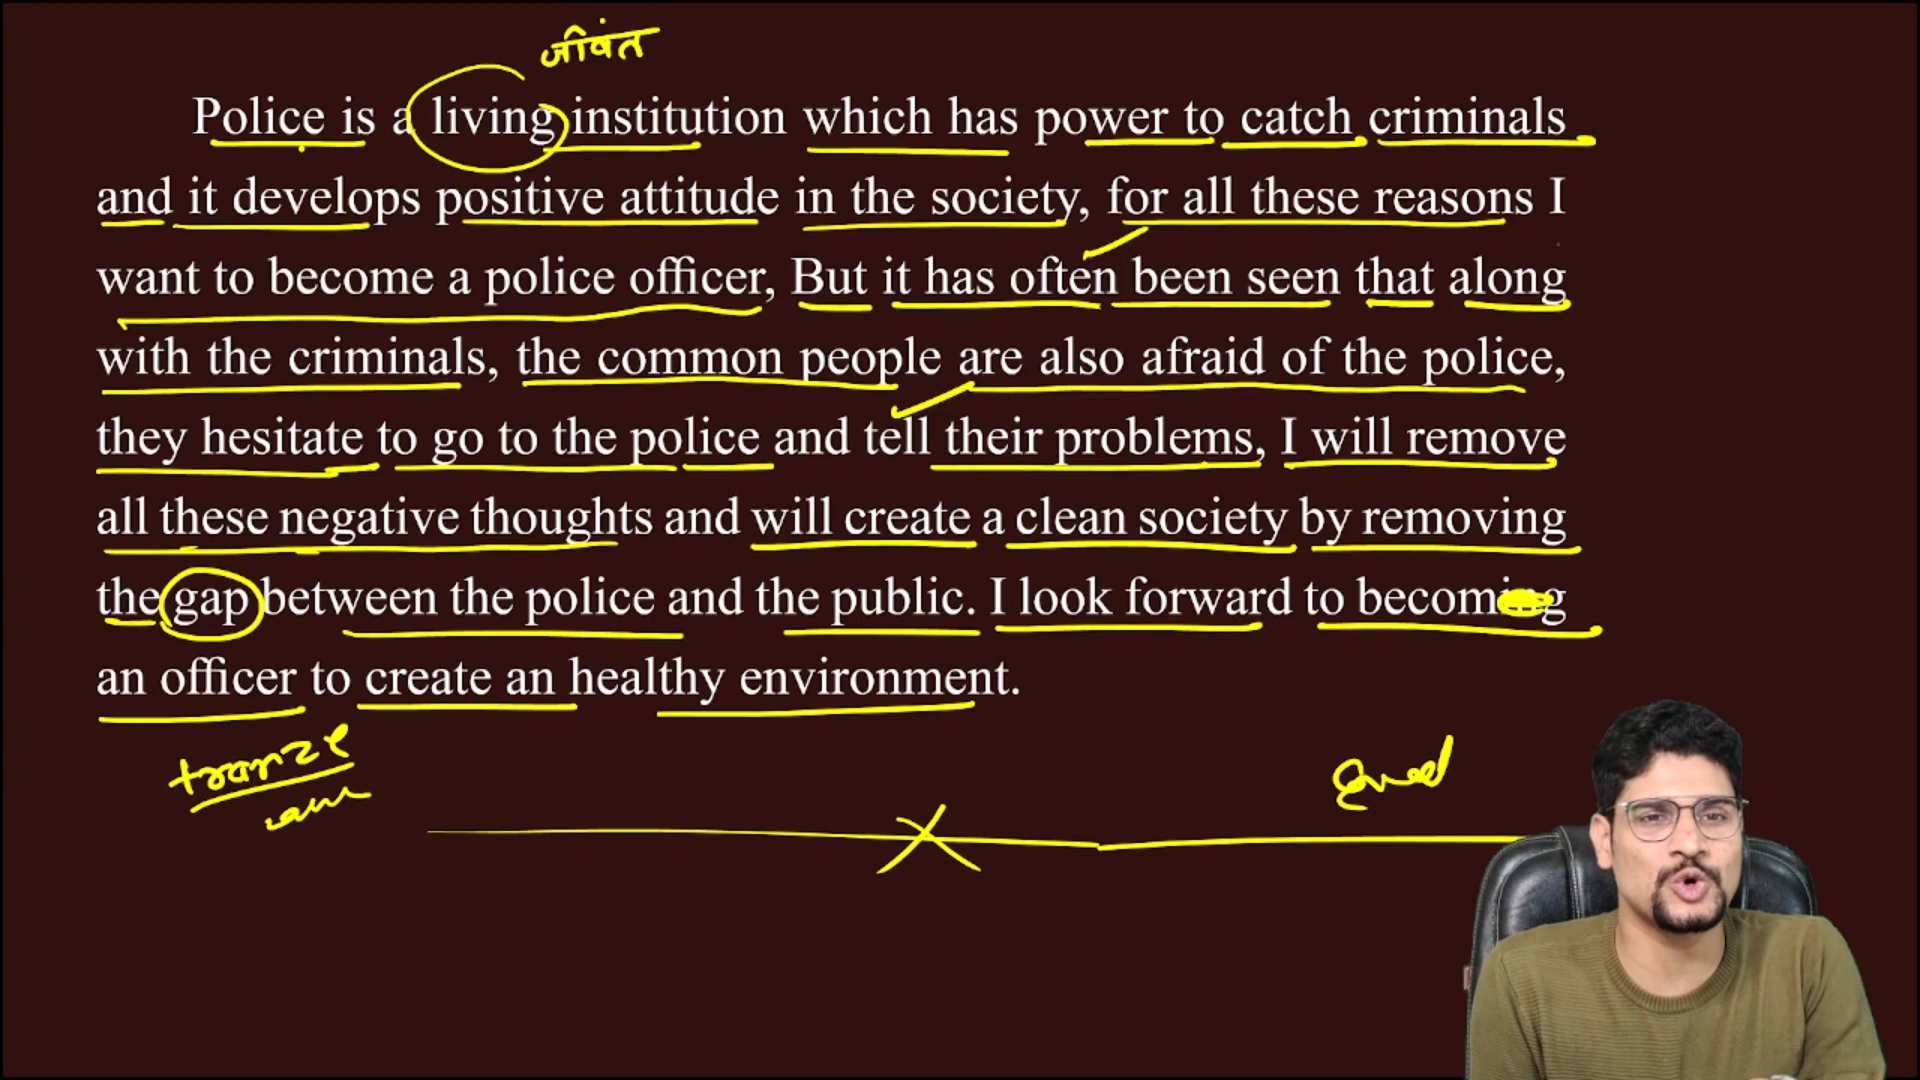 जीवंत
Police is a living institution which has power to catch criminals
and it develops positive attitude in the society, for all these reasons I
want to become a police officer, But it has often been seen that along
with the criminals, the common people are also afraid of the police,
they hesitate to go to the police and tell their problems, I will remove
all these negative thoughts and will create a clean society by removing
the gap between the police and the public. I look forward to becoming
an officer to create an healthy environment.